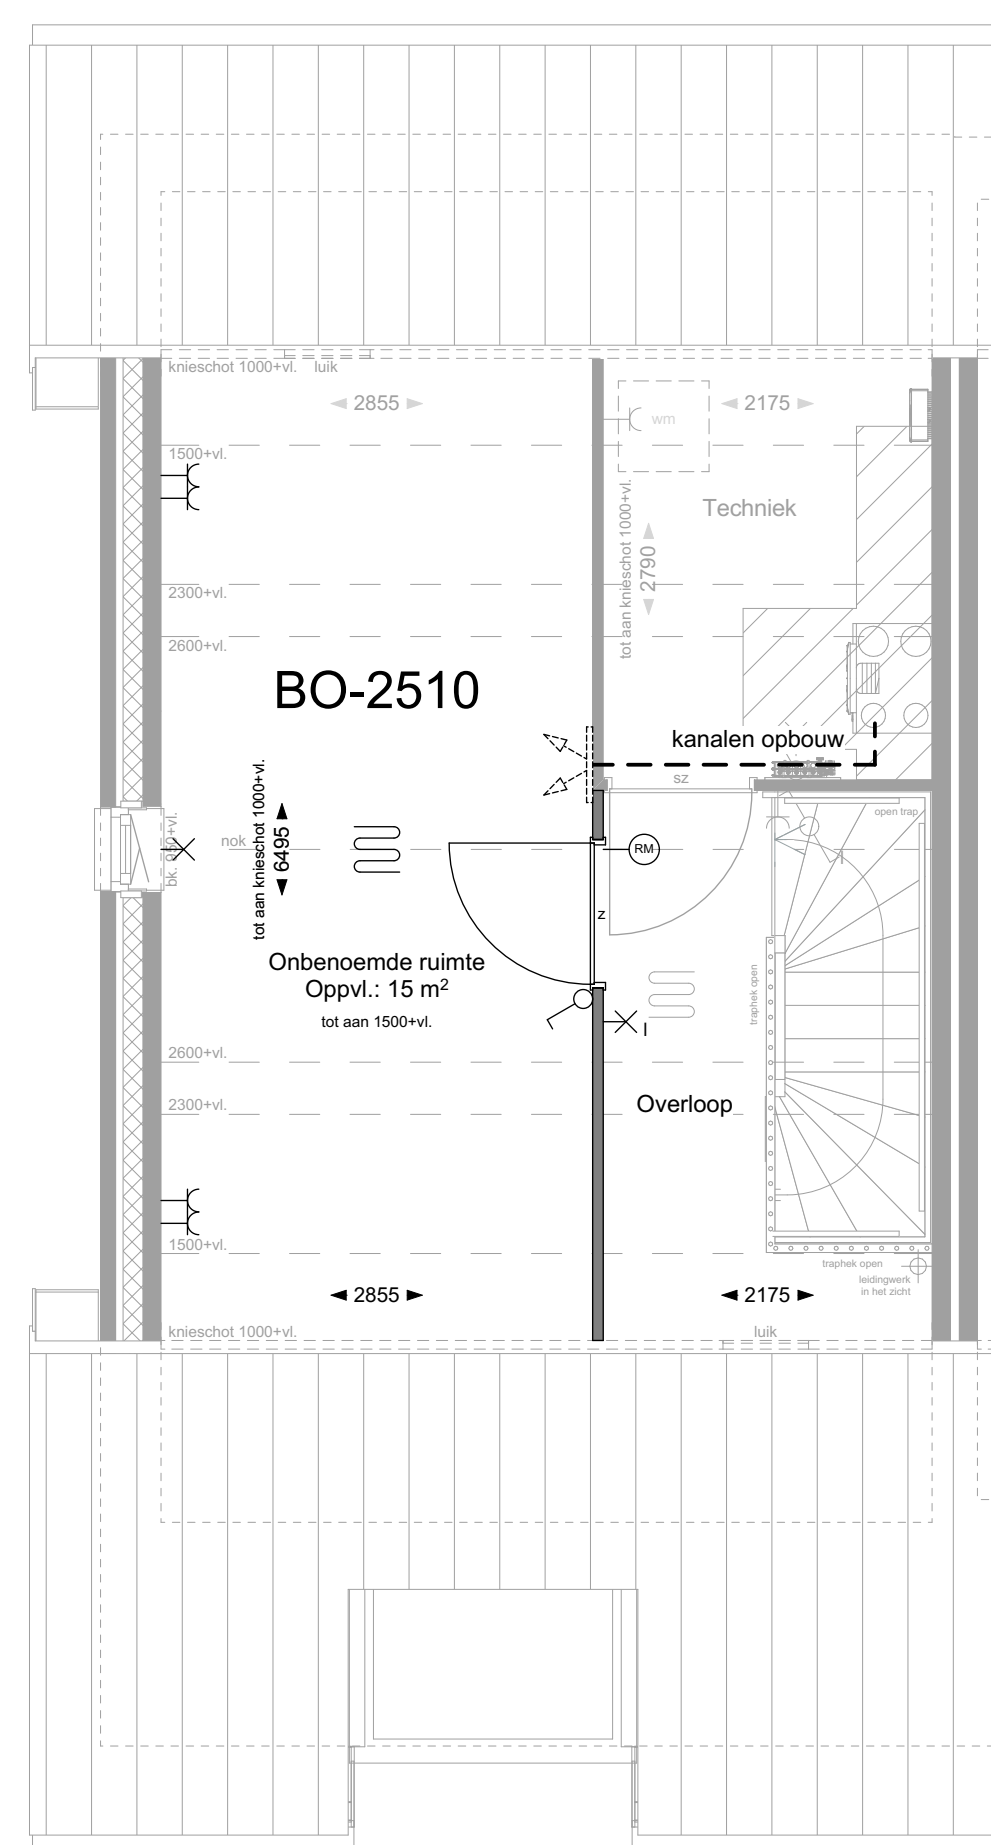 knieschot 1000+vl. luik
2855
2175
wm
1500+vl.
Techniek
tot aan knieschot 1000+vl.
2790
2300+vl.
2600+vl.
BO-2510
kanalen opbouw
sz
open trap
bk. 950+vl.
nok
tot aan knieschot 1000+vl.
6495
RM
z
Onbenoemde ruimte
Oppvl.: 15 m²
tot aan 1500+vl.
traphek open
l
l
2600+vl.
2300+vl.
Overloop
1500+vl.
traphek open
leidingwerk
in het zicht
2855
2175
knieschot 1000+vl.
luik